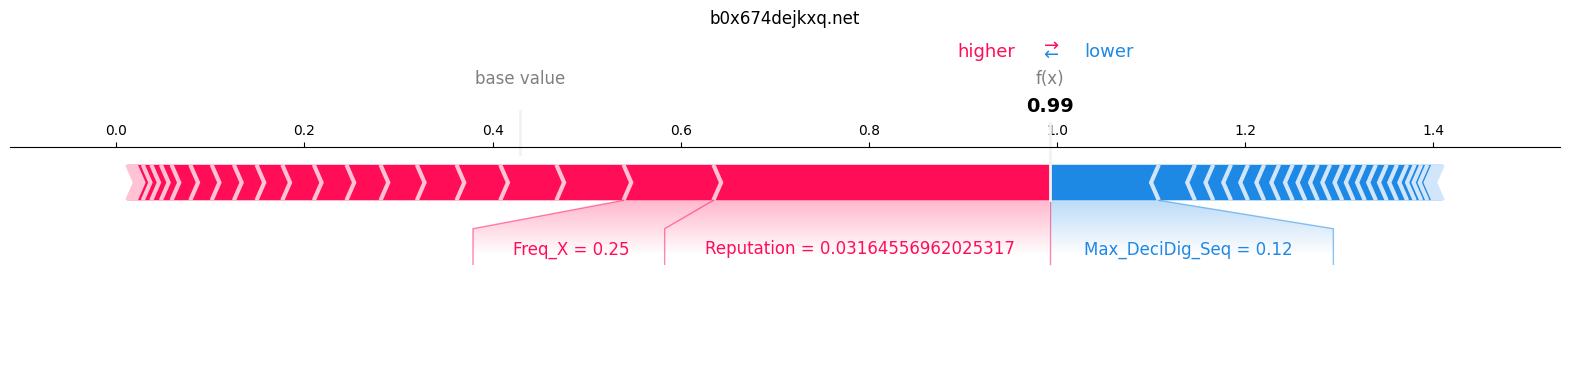 b0x674dejkxq.net
higher ⇄ lower
base value f(x)
0.99
0.0 0.2 0.4 0.6 0.8 1.0 1.2 1.4
Freq_X = 0.25 Reputation = 0.03164556962025317 Max_DeciDig_Seq = 0.12